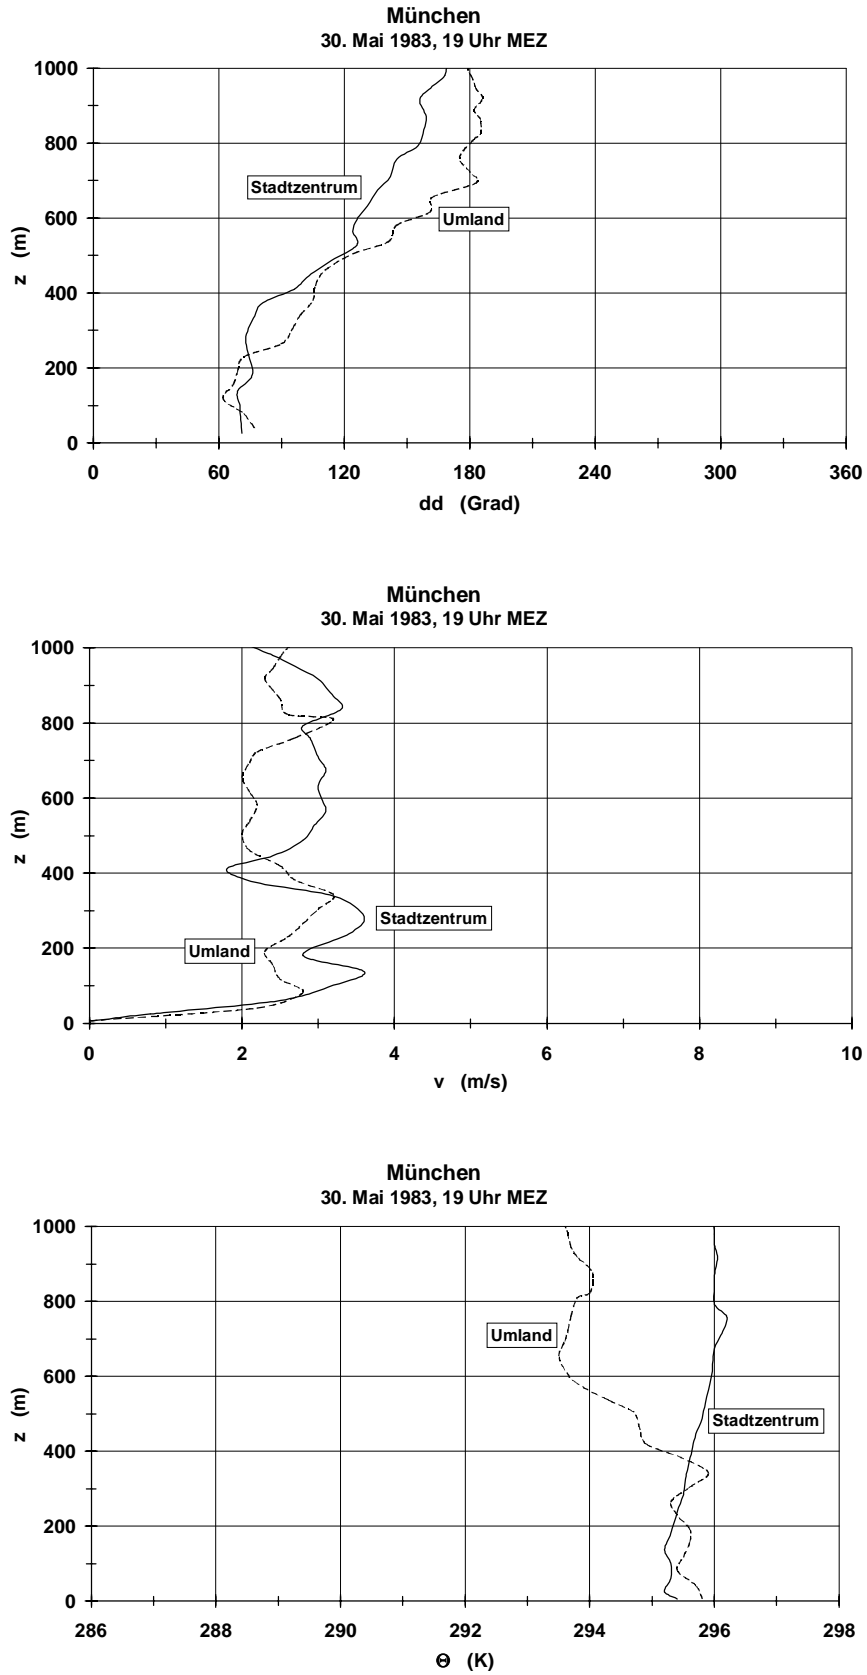 München
30. Mai 1983, 19 Uhr MEZ
1000
800
Stadtzentrum
600
Umland
z (m)
400
200
0
0 60 120 180 240 300 360
dd (Grad)
München
30. Mai 1983, 19 Uhr MEZ
1000
800
600
z (m)
400
Stadtzentrum
Umland
200
0
0 2 4 6 8 10
v (m/s)
München
30. Mai 1983, 19 Uhr MEZ
1000
800
Umland
600
Stadtzentrum
z (m)
400
200
0
286 288 290 292 294 296 298
Θ (K)